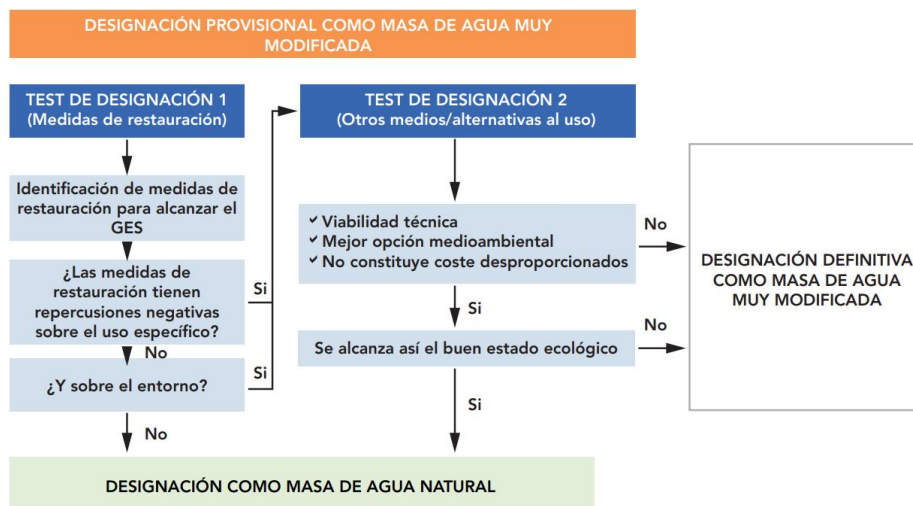 DESIGNACIÓN PROVISIONAL COMO MASA DE AGUA MUY
MODIFICADA
TEST DE DESIGNACIÓN 1
(Medidas de restauración)
Identificación de medidas de
restauración para alcanzar el
GES
¿Las medidas de
restauración tienen
repercusiones negativas
sobre el uso específico?
Si
No
¿Y sobre el entorno?
Si
No
TEST DE DESIGNACIÓN 2
(Otros medios/alternativas al uso)
✓ Viabilidad técnica
✓ Mejor opción medioambiental
✓ No constituye coste desproporcionados
No
Si
Se alcanza así el buen estado ecológico
No
Si
DESIGNACIÓN DEFINITIVA
COMO MASA DE AGUA
MUY MODIFICADA
DESIGNACIÓN COMO MASA DE AGUA NATURAL